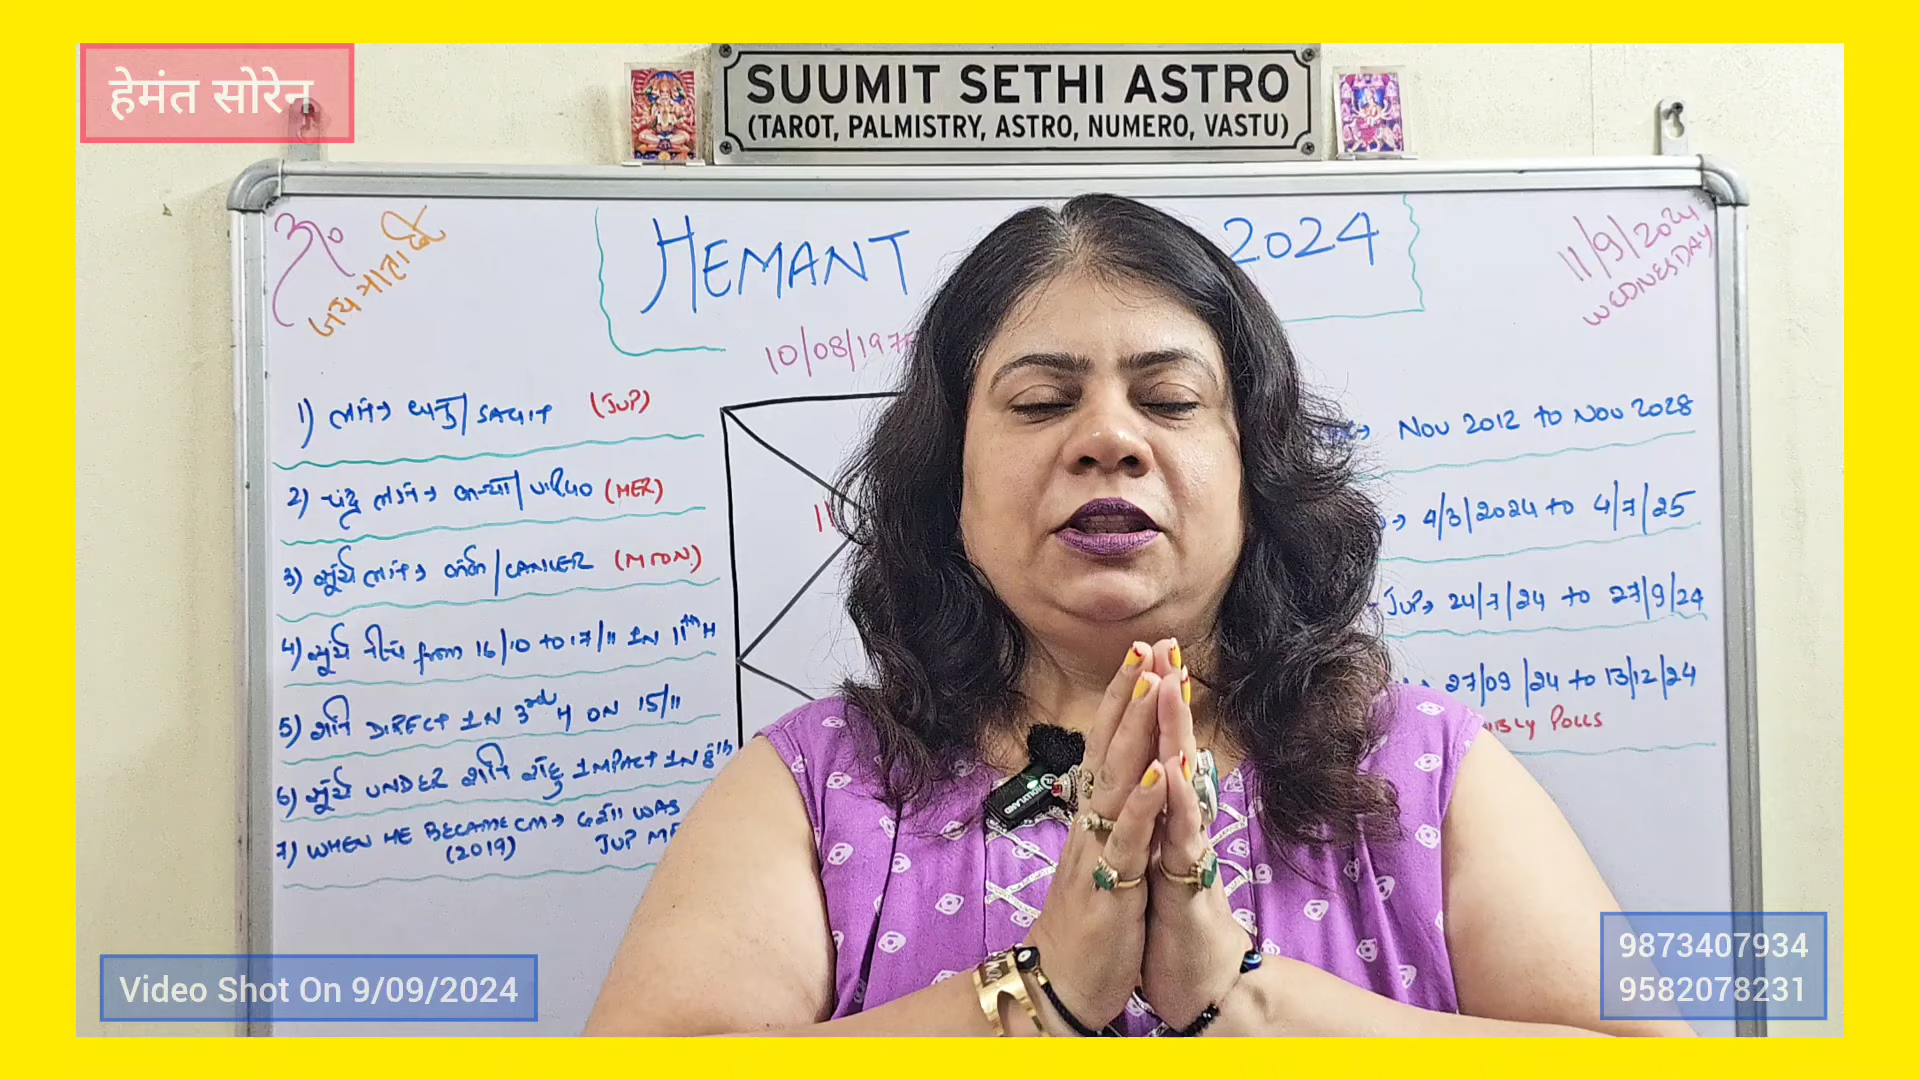 हेमंत सोरेन
SUUMIT SETHI ASTRO
(TAROT, PALMISTRY, ASTRO, NUMERO, VASTU)
जय माता दी
HEMANT 2024
11/9/2024
WEDNESDAY
10/08/197
1) लग्न → धनु/SAGIT (JUP)
2) चंद्र लग्न → कन्या/ (MER)
3) सूर्य लग्न → कर्क/CANCER (MOON)
4) सूर्य नीच from 16/10 to 17/11 IN 11th H
5) शनि DIRECT IN 3rd H ON 15/11
6) सूर्य UNDER शनि राहु IMPACT IN 8th
7) WHEN HE BECAME CM → दशा WAS
(2019) JUP
11
Nov 2012 to Nov 2028
→ 4/3/2024 to 4/7/25
JUP → 24/7/24 to 27/9/24
27/09/24 to 13/12/24
POLLS
Video Shot On 9/09/2024
9873407934
9582078231